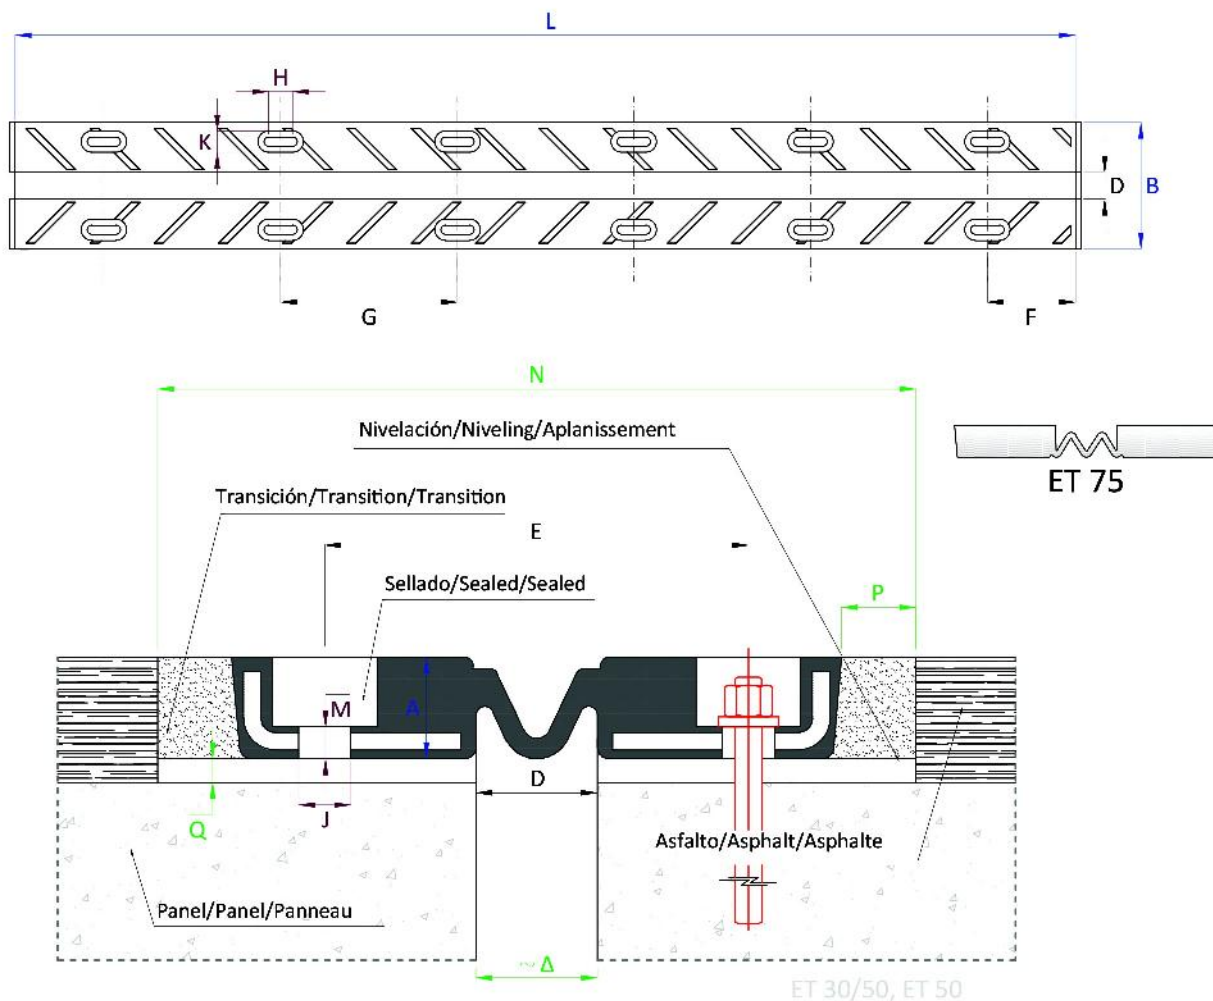 L
H
K
D
B
G
F
N
Nivelación/Niveling/Aplanissement
ET 75
Transición/Transition/Transition
E
Sellado/Sealed/Sealed
P
M
A
D
Q
J
Asfalto/Asphalt/Asphalte
Panel/Panel/Panneau
~ Δ
ET 30/50, ET 50